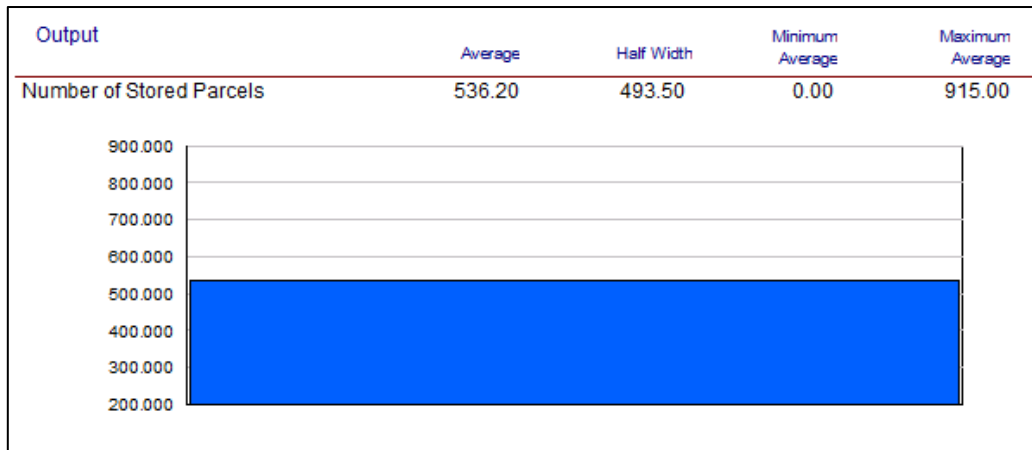 Output
Average Half Width Minimum Average Maximum Average
Number of Stored Parcels 536.20 493.50 0.00 915.00
900.000
800.000
700.000
600.000
500.000
400.000
300.000
200.000